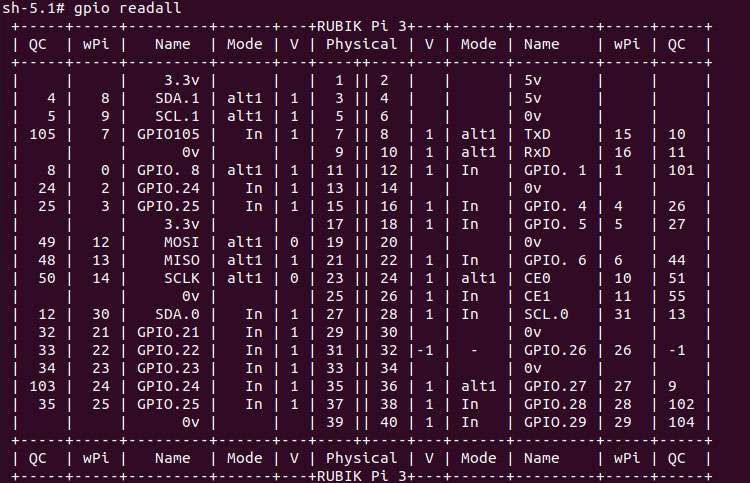 sh-5.1# gpio readall
+-----+-----+---------+------+---+RUBIK Pi 3+---+------+---------+-----+-----+
| QC | wPi | Name | Mode | V | Physical | V | Mode | Name | wPi | QC |
+-----+-----+---------+------+---+----++----+---+------+---------+-----+-----+
| | | 3.3v | | | 1 || 2 | | | 5v | | |
| 4 | 8 | SDA.1 | alt1 | 1 | 3 || 4 | | | 5v | | |
| 5 | 9 | SCL.1 | alt1 | 1 | 5 || 6 | | | 0v | | |
| 105 | 7 | GPIO105 | In | 1 | 7 || 8 | 1 | alt1 | TxD | 15 | 10 |
| | | 0v | | | 9 || 10 | 1 | alt1 | RxD | 16 | 11 |
| 8 | 0 | GPIO. 8 | alt1 | 1 | 11 || 12 | 1 | In | GPIO. 1 | 1 | 101 |
| 24 | 2 | GPIO.24 | In | 1 | 13 || 14 | | | 0v | | |
| 25 | 3 | GPIO.25 | In | 1 | 15 || 16 | 1 | In | GPIO. 4 | 4 | 26 |
| | | 3.3v | | | 17 || 18 | 1 | In | GPIO. 5 | 5 | 27 |
| 49 | 12 | MOSI | alt1 | 0 | 19 || 20 | | | 0v | | |
| 48 | 13 | MISO | alt1 | 1 | 21 || 22 | 1 | In | GPIO. 6 | 6 | 44 |
| 50 | 14 | SCLK | alt1 | 0 | 23 || 24 | 1 | alt1 | CE0 | 10 | 51 |
| | | 0v | | | 25 || 26 | 1 | In | CE1 | 11 | 55 |
| 12 | 30 | SDA.0 | In | 1 | 27 || 28 | 1 | In | SCL.0 | 31 | 13 |
| 32 | 21 | GPIO.21 | In | 1 | 29 || 30 | | | 0v | | |
| 33 | 22 | GPIO.22 | In | 1 | 31 || 32 |-1 | - | GPIO.26 | 26 | -1 |
| 34 | 23 | GPIO.23 | In | 1 | 33 || 34 | | | 0v | | |
| 103 | 24 | GPIO.24 | In | 1 | 35 || 36 | 1 | alt1 | GPIO.27 | 27 | 9 |
| 35 | 25 | GPIO.25 | In | 1 | 37 || 38 | 1 | In | GPIO.28 | 28 | 102 |
| | | 0v | | | 39 || 40 | 1 | In | GPIO.29 | 29 | 104 |
+-----+-----+---------+------+---+----++----+---+------+---------+-----+-----+
| QC | wPi | Name | Mode | V | Physical | V | Mode | Name | wPi | QC |
+-----+-----+---------+------+---+RUBIK Pi 3+---+------+---------+-----+-----+